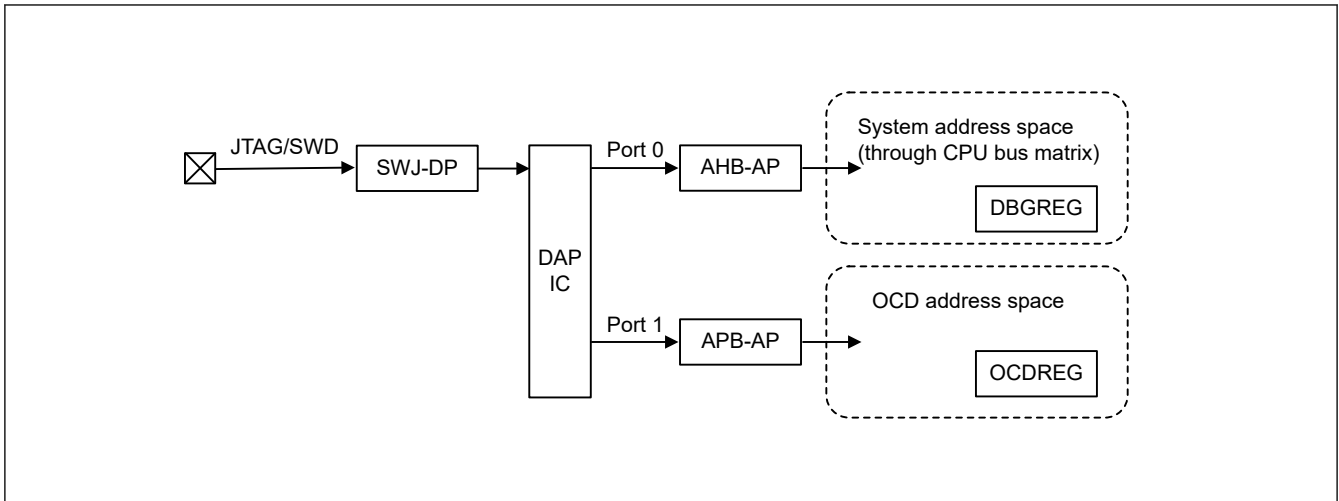 JTAG/SWD
SWJ-DP
DAP
IC
Port 0
AHB-AP
System address space
(through CPU bus matrix)
DBGREG
Port 1
APB-AP
OCD address space
OCDREG